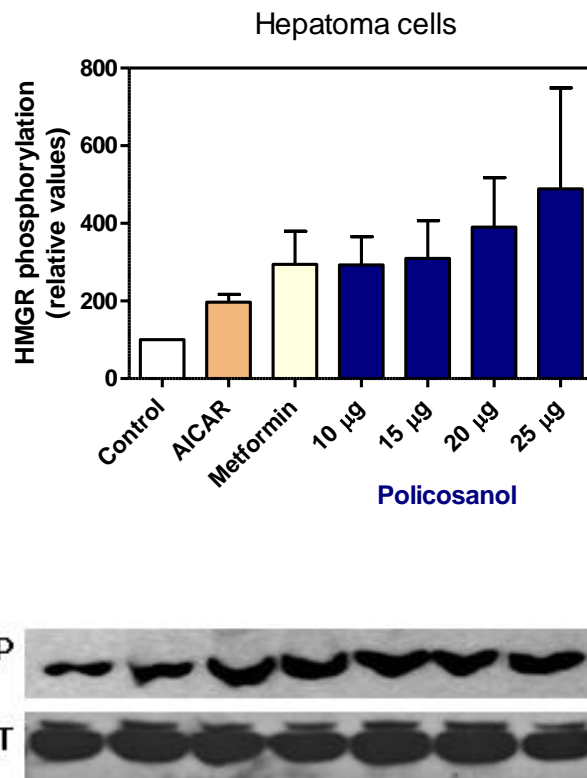 Hepatoma cells
HMGR phosphorylation
(relative values)
800
600
400
200
0
Control
AICAR
Metformin
10 µg
15 µg
20 µg
25 µg
Policosanol
P
T